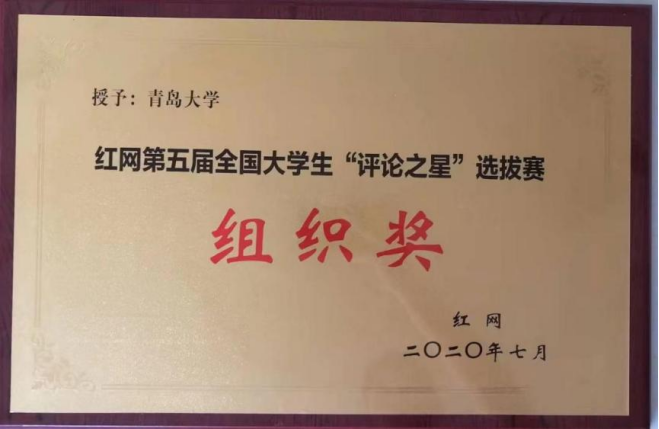 授予：青岛大学
红网第五届全国大学生“评论之星”选拔赛
组织奖
红网
二〇二〇年七月